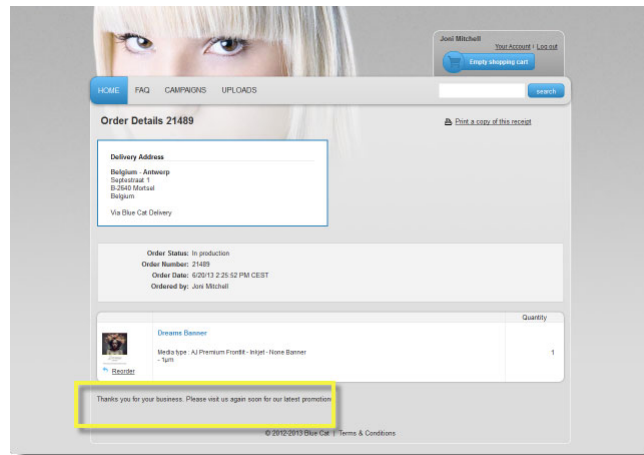 Joni Mitchell
Your Account | Log out
Empty shopping cart
HOME FAQ CAMPAIGNS UPLOADS
search
Order Details 21489
Print a copy of this receipt
Delivery Address
Belgium - Antwerp
Septestraat 1
B-2640 Mortsel
Belgium
Via Blue Cat Delivery
Order Status: In production
Order Number: 21489
Order Date: 6/20/13 2:25:52 PM CEST
Ordered by: Joni Mitchell
Quantity
Dreams Banner
Media type : AJ Premium Frontlit - Inkjet - None Banner
- 1µm
1
Reorder
Thanks you for your business. Please visit us again soon for our latest promotion
© 2012-2013 Blue Cat | Terms & Conditions